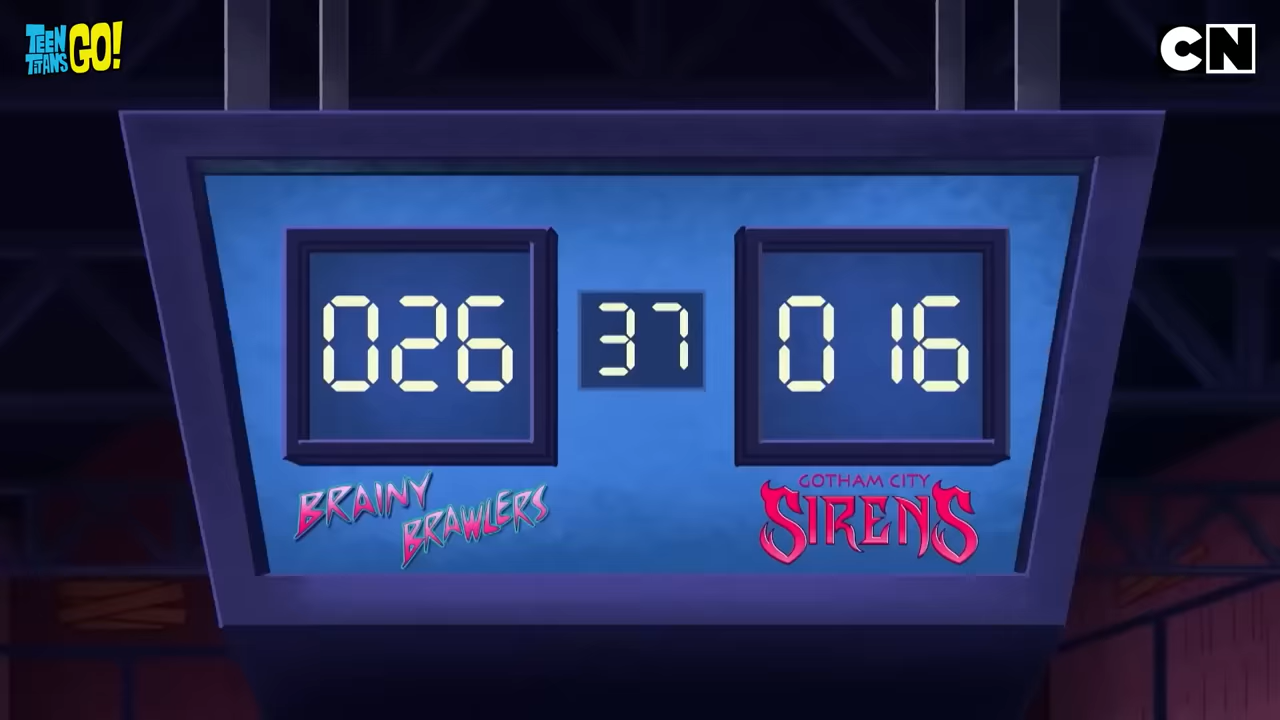 TEEN
TITANS
GO!
CN
026
37
016
BRAINY
BRAWLERS
GOTHAM CITY
SIRENS